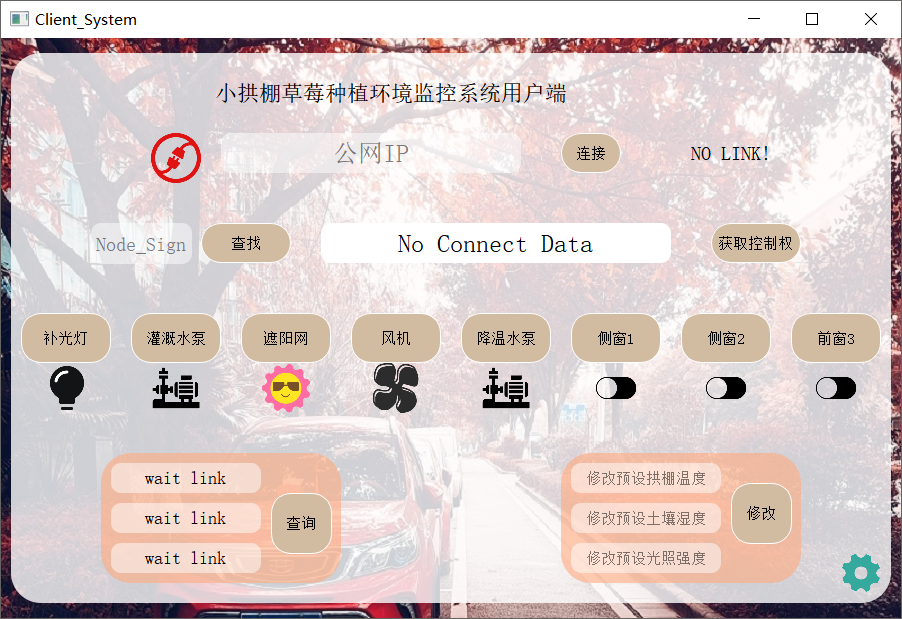 Client_System
小拱棚草莓种植环境监控系统用户端
公网IP
连接
NO LINK!
Node_Sign
查找
No Connect Data
获取控制权
补光灯
灌溉水泵
遮阳网
风机
降温水泵
侧窗1
侧窗2
前窗3
wait link
wait link
wait link
查询
修改预设拱棚温度
修改预设土壤湿度
修改预设光照强度
修改